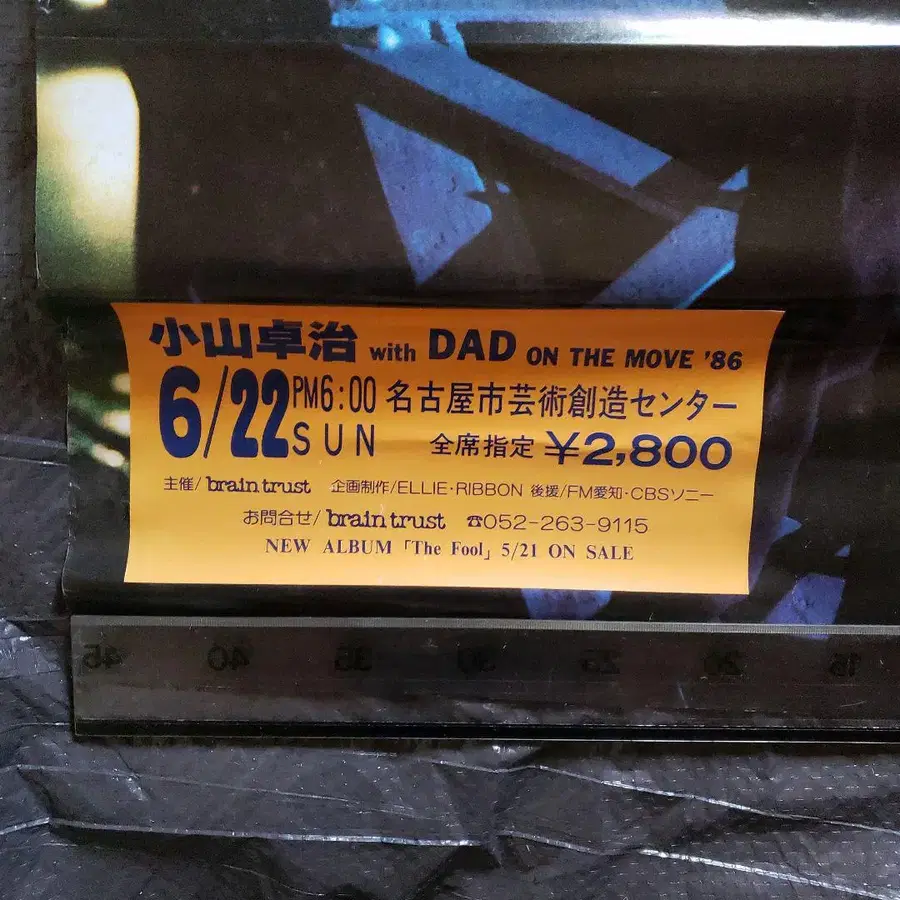 小山卓治 with DAD ON THE MOVE '86
6/22 SUN PM6:00 名古屋市芸術創造センター
全席指定 ¥2,800
主催/brain trust 企画制作/ELLIE・RIBBON 後援/FM愛知・CBSソニー
お問合せ/brain trust ☎052-263-9115
NEW ALBUM「The Fool」5/21 ON SALE
45 40 35 30 25 20 15